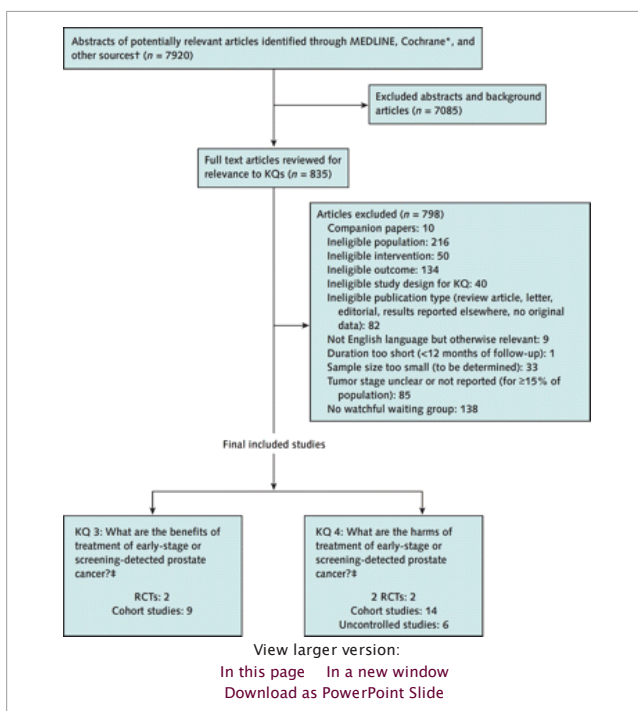 Abstracts of potentially relevant articles identified through MEDLINE, Cochrane*, and
other sources† (n = 7920)
Excluded abstracts and background
articles (n = 7085)
Full text articles reviewed for
relevance to KQs (n = 835)
Articles excluded (n = 798)
Companion papers: 10
Ineligible population: 216
Ineligible intervention: 50
Ineligible outcome: 134
Ineligible study design for KQ: 40
Ineligible publication type (review article, letter,
editorial, results reported elsewhere, no original
data): 82
Not English language but otherwise relevant: 9
Duration too short (<12 months of follow-up): 1
Sample size too small (to be determined): 33
Tumor stage unclear or not reported (for ≥15% of
population): 85
No watchful waiting group: 138
Final included studies
KQ 3: What are the benefits of
treatment of early-stage or
screening-detected prostate
cancer?‡
RCTs: 2
Cohort studies: 9
KQ 4: What are the harms of
treatment of early-stage or
screening-detected prostate
cancer?‡
2 RCTs: 2
Cohort studies: 14
Uncontrolled studies: 6
View larger version:
In this page In a new window
Download as PowerPoint Slide